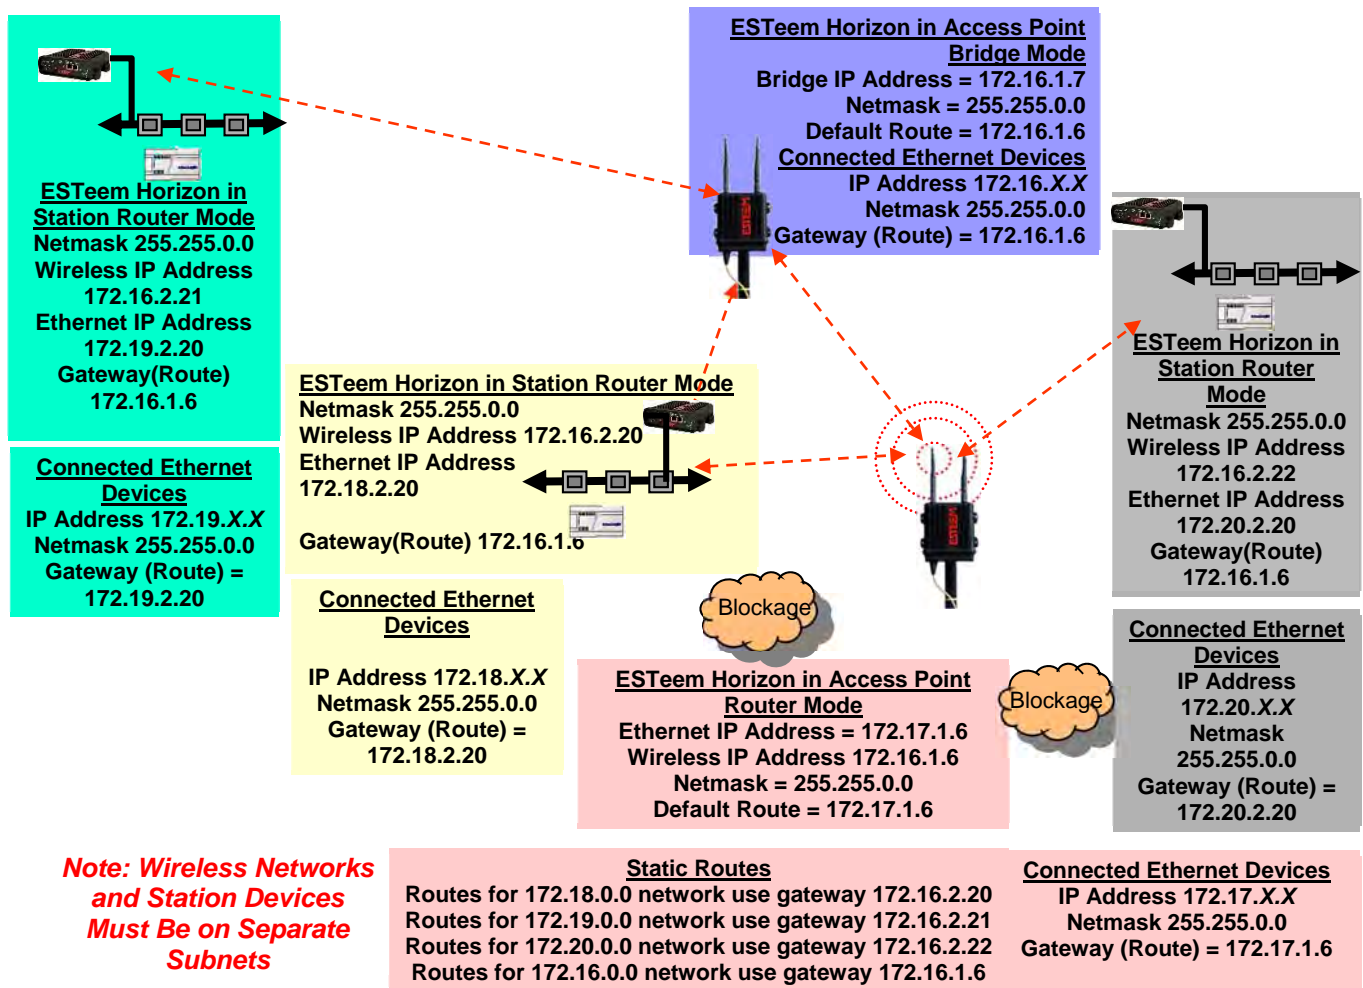 ESTeem Horizon in Access Point
Bridge Mode
Bridge IP Address = 172.16.1.7
Netmask = 255.255.0.0
Default Route = 172.16.1.6
Connected Ethernet Devices
IP Address 172.16.X.X
Netmask 255.255.0.0
Gateway (Route) = 172.16.1.6
ESTeem Horizon in
Station Router Mode
Netmask 255.255.0.0
Wireless IP Address
172.16.2.21
Ethernet IP Address
172.19.2.20
Gateway(Route)
172.16.1.6
Connected Ethernet
Devices
IP Address 172.19.X.X
Netmask 255.255.0.0
Gateway (Route) =
172.19.2.20
ESTeem Horizon in Station Router Mode
Netmask 255.255.0.0
Wireless IP Address 172.16.2.20
Ethernet IP Address
172.18.2.20
Gateway(Route) 172.16.1.6
Connected Ethernet
Devices
IP Address 172.18.X.X
Netmask 255.255.0.0
Gateway (Route) =
172.18.2.20
ESTEEM
ESTEEM
ESTeem Horizon in
Station Router
Mode
Netmask 255.255.0.0
Wireless IP Address
172.16.2.22
Ethernet IP Address
172.20.2.20
Gateway(Route)
172.16.1.6
Connected Ethernet
Devices
IP Address
172.20.X.X
Netmask
255.255.0.0
Gateway (Route) =
172.20.2.20
Blockage
Blockage
ESTeem Horizon in Access Point
Router Mode
Ethernet IP Address = 172.17.1.6
Wireless IP Address 172.16.1.6
Netmask = 255.255.0.0
Default Route = 172.17.1.6
Note: Wireless Networks
and Station Devices
Must Be on Separate
Subnets
Static Routes
Routes for 172.18.0.0 network use gateway 172.16.2.20
Routes for 172.19.0.0 network use gateway 172.16.2.21
Routes for 172.20.0.0 network use gateway 172.16.2.22
Routes for 172.16.0.0 network use gateway 172.16.1.6
Connected Ethernet Devices
IP Address 172.17.X.X
Netmask 255.255.0.0
Gateway (Route) = 172.17.1.6